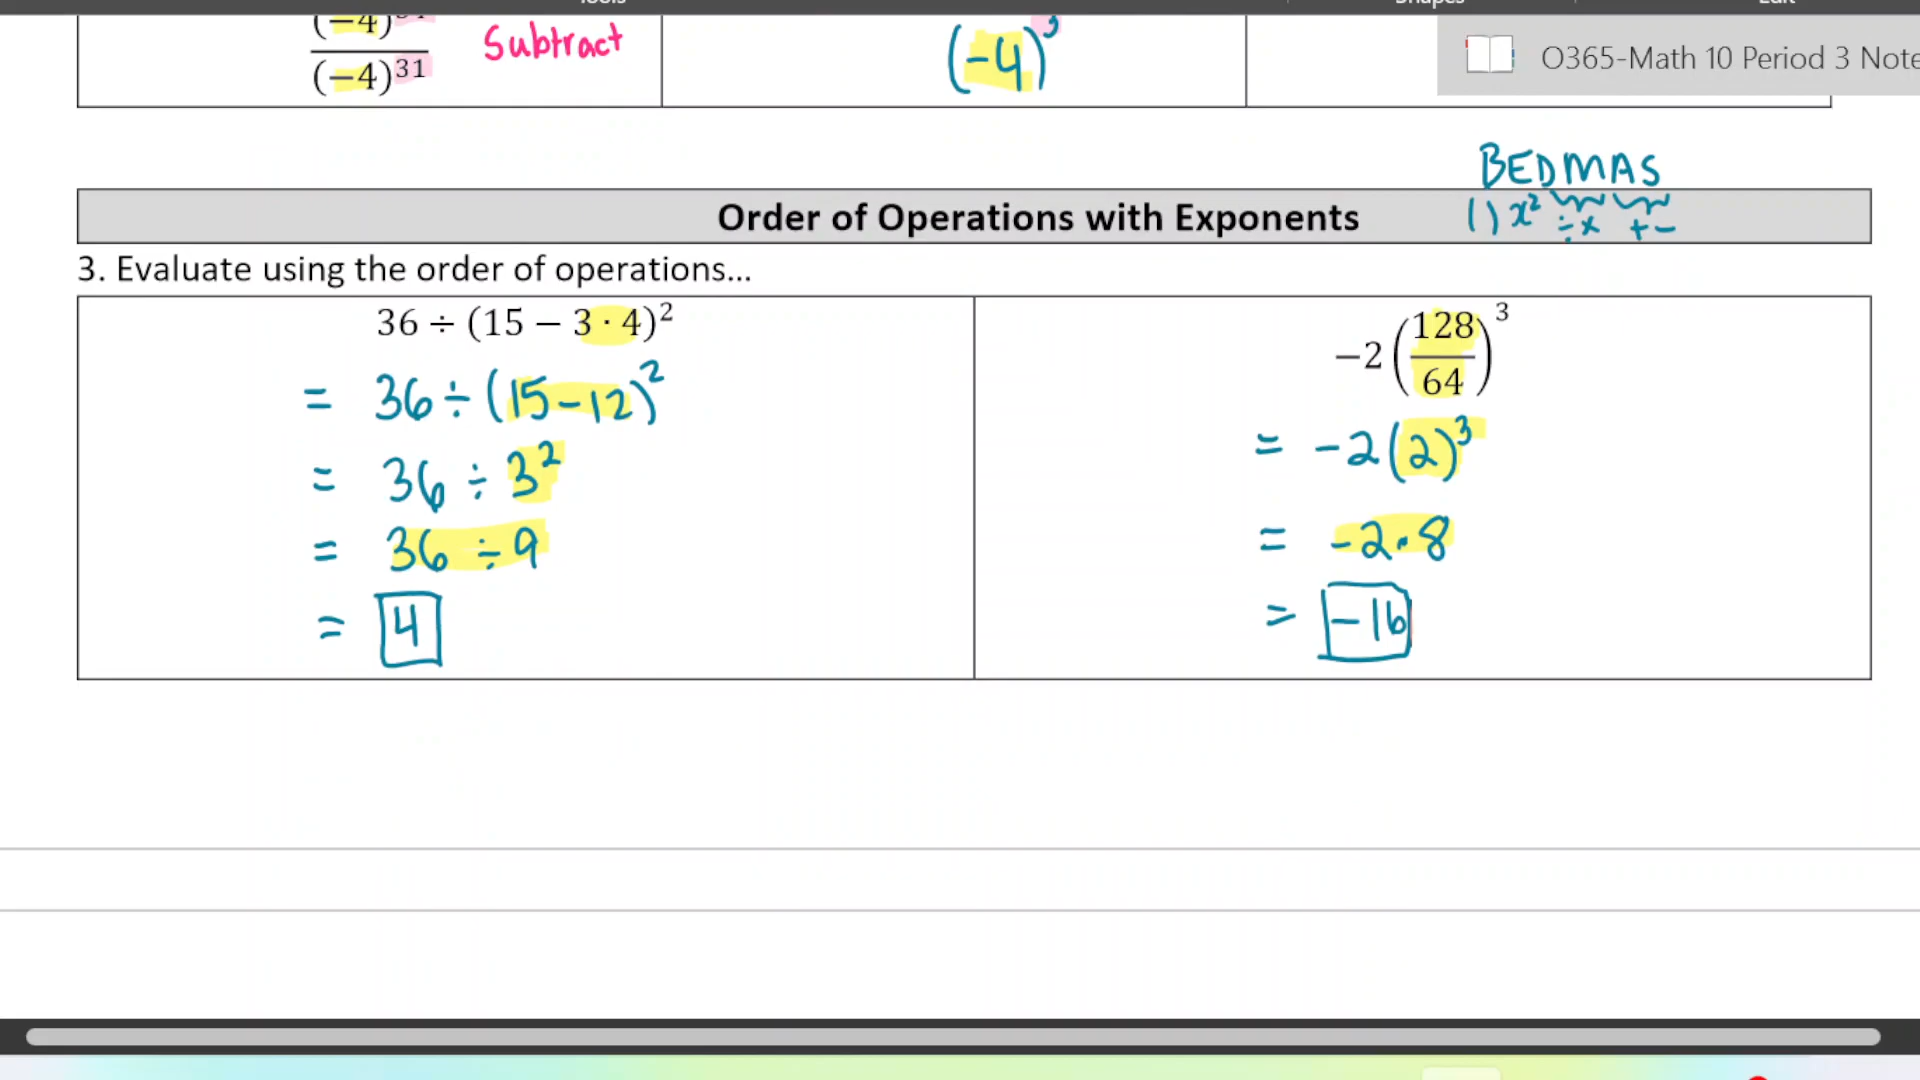 (−4)
(−4)³¹ Subtract
(−4)³
O365-Math 10 Period 3 Note
BEDMAS
( ) x² ÷ × + −
Order of Operations with Exponents
3. Evaluate using the order of operations...
36 ÷ (15 − 3 · 4)²
= 36 ÷ (15 − 12)²
= 36 ÷ 3²
= 36 ÷ 9
= 4
−2 (128/64)³
= −2(2)³
= −2 · 8
= −16